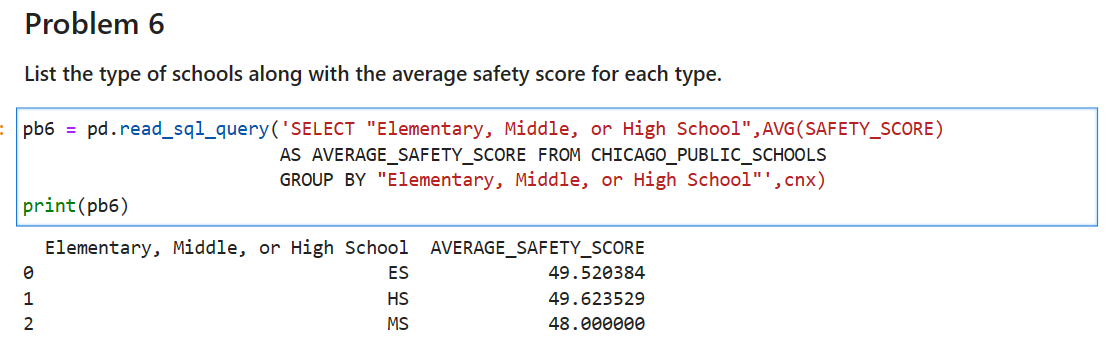 Problem 6
List the type of schools along with the average safety score for each type.
: pb6 = pd.read_sql_query('SELECT "Elementary, Middle, or High School",AVG(SAFETY_SCORE)
AS AVERAGE_SAFETY_SCORE FROM CHICAGO_PUBLIC_SCHOOLS
GROUP BY "Elementary, Middle, or High School"',cnx)
print(pb6)
Elementary, Middle, or High School AVERAGE_SAFETY_SCORE
0 ES 49.520384
1 HS 49.623529
2 MS 48.000000